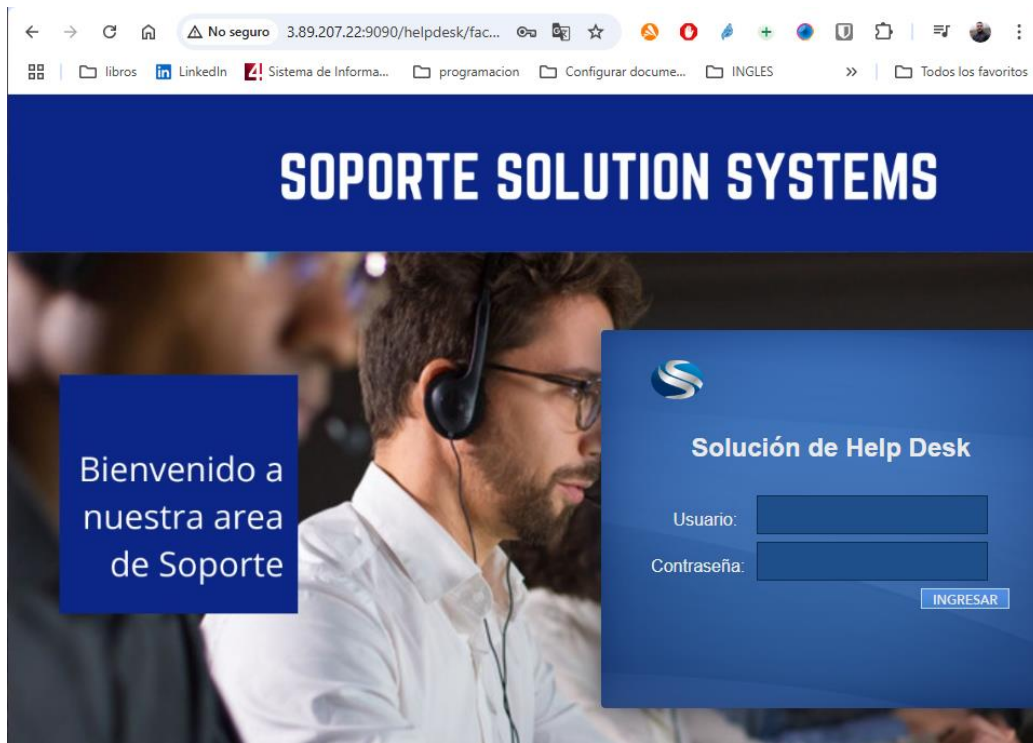 No seguro 3.89.207.22:9090/helpdesk/fac...
libros LinkedIn Sistema de Informa... programacion Configurar docume... INGLES » Todos los favoritos
SOPORTE SOLUTION SYSTEMS
Bienvenido a
nuestra area
de Soporte
Solución de Help Desk
Usuario:
Contraseña:
INGRESAR